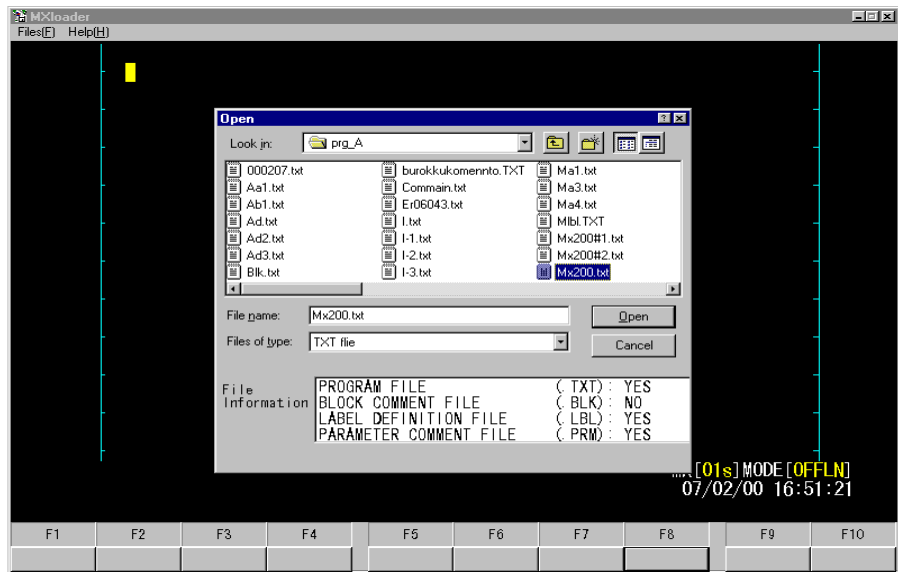 MXloader
Files(F) Help(H)
Open
Look in: prg_A
000207.txt burokkukomennto.TXT Ma1.txt
Aa1.txt Commain.txt Ma3.txt
Ab1.txt Er06043.txt Ma4.txt
Ad.txt I.txt Mlbl.TXT
Ad2.txt I-1.txt Mx200#1.txt
Ad3.txt I-2.txt Mx200#2.txt
Blk.txt I-3.txt Mx200.txt
File name: Mx200.txt Open
Files of type: TXT flie Cancel
File Information
PROGRAM FILE (. TXT) : YES
BLOCK COMMENT FILE (. BLK) : NO
LABEL DEFINITION FILE (. LBL) : YES
PARAMETER COMMENT FILE (. PRM) : YES
[01s] MODE [OFFLN]
07/02/00 16:51:21
F1 F2 F3 F4 F5 F6 F7 F8 F9 F10